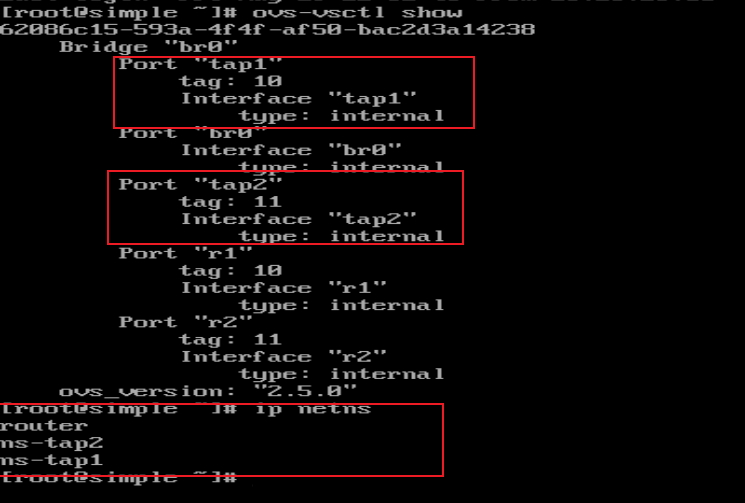 [root@simple ~]# ovs-vsctl show
62086c15-593a-4f4f-af50-bac2d3a14238
Bridge "br0"
Port "tap1"
tag: 10
Interface "tap1"
type: internal
Port "br0"
Interface "br0"
type: internal
Port "tap2"
tag: 11
Interface "tap2"
type: internal
Port "r1"
tag: 10
Interface "r1"
type: internal
Port "r2"
tag: 11
Interface "r2"
type: internal
ovs_version: "2.5.0"
[root@simple ~]# ip netns
router
ns-tap2
ns-tap1
[root@simple ~]#